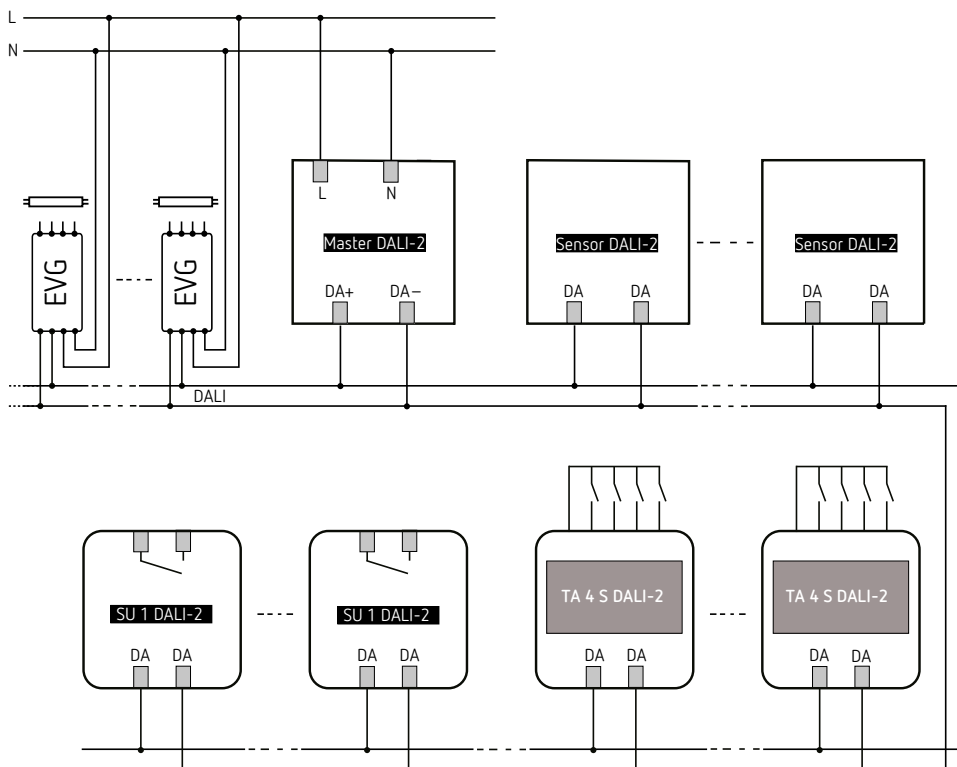 L
N
L N
Master DALI-2
Sensor DALI-2
Sensor DALI-2
EVG
EVG
DA+ DA−
DA DA
DA DA
DALI
TA 4 S DALI-2
TA 4 S DALI-2
SU 1 DALI-2
SU 1 DALI-2
DA DA
DA DA
DA DA
DA DA